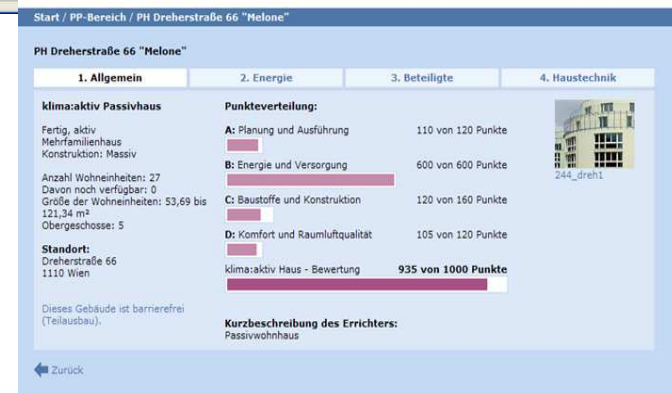 Start / PP-Bereich / PH Dreherstraße 66 "Melone"
PH Dreherstraße 66 "Melone"
1. Allgemein
2. Energie
3. Beteiligte
4. Haustechnik
klima:aktiv Passivhaus
Fertig, aktiv
Mehrfamilienhaus
Konstruktion: Massiv
Anzahl Wohneinheiten: 27
Davon noch verfügbar: 0
Größe der Wohneinheiten: 53,69 bis
121,34 m²
Obergeschosse: 5
Standort:
Dreherstraße 66
1110 Wien
Dieses Gebäude ist barrierefrei
(Teilausbau).
Punkteverteilung:
A: Planung und Ausführung 110 von 120 Punkte
B: Energie und Versorgung 600 von 600 Punkte
C: Baustoffe und Konstruktion 120 von 160 Punkte
D: Komfort und Raumluftqualität 105 von 120 Punkte
klima:aktiv Haus - Bewertung 935 von 1000 Punkte
Kurzbeschreibung des Errichters:
Passivwohnhaus
244_dreh1
Zurück